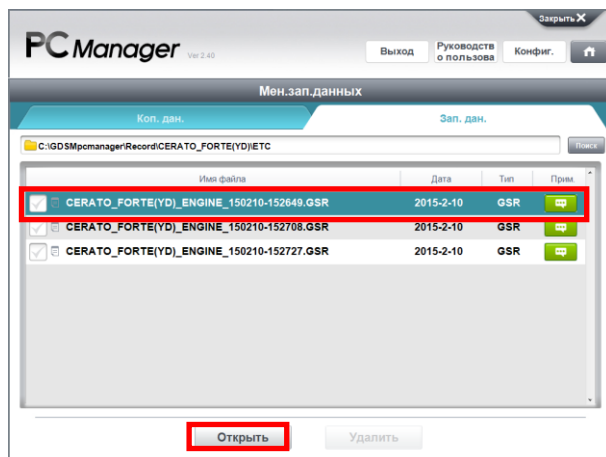 Закрыть X
PC Manager Ver 2.40
Выход
Руководств
о пользова
Конфиг.
Мен.зап.данных
Коп. дан.
Зап. дан.
C:\GDSMpcmanager\Record\CERATO_FORTE(YD)\ETC
Поиск
Имя файла Дата Тип Прим.
CERATO_FORTE(YD)_ENGINE_150210-152649.GSR 2015-2-10 GSR
CERATO_FORTE(YD)_ENGINE_150210-152708.GSR 2015-2-10 GSR
CERATO_FORTE(YD)_ENGINE_150210-152727.GSR 2015-2-10 GSR
Открыть
Удалить